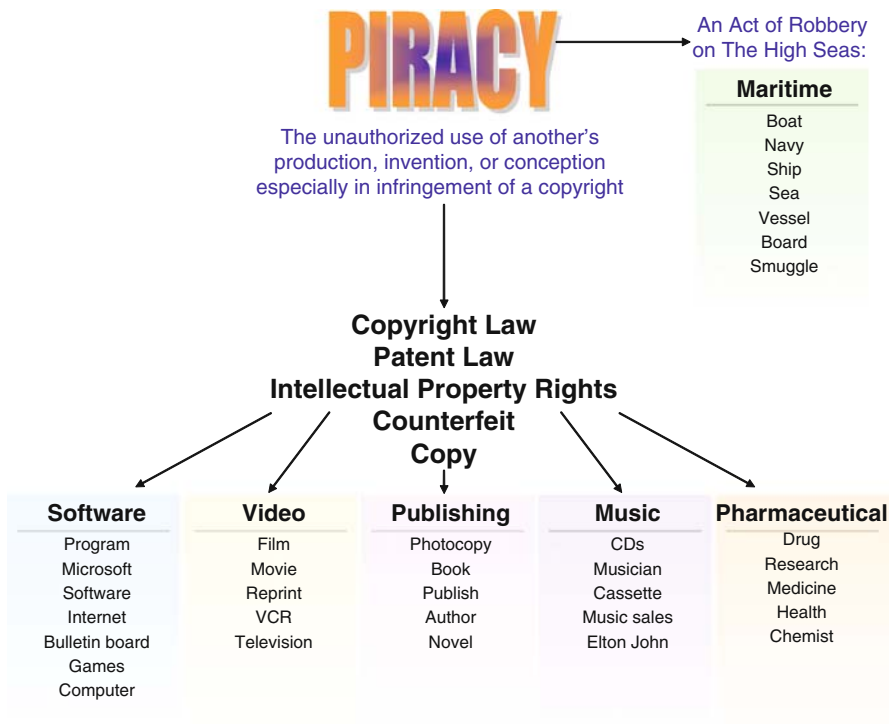 PIRACY
An Act of Robbery
on The High Seas:
Maritime
Boat
Navy
Ship
Sea
Vessel
Board
Smuggle
The unauthorized use of another’s
production, invention, or conception
especially in infringement of a copyright
Copyright Law
Patent Law
Intellectual Property Rights
Counterfeit
Copy
Software
Program
Microsoft
Software
Internet
Bulletin board
Games
Computer
Video
Film
Movie
Reprint
VCR
Television
Publishing
Photocopy
Book
Publish
Author
Novel
Music
CDs
Musician
Cassette
Music sales
Elton John
Pharmaceutical
Drug
Research
Medicine
Health
Chemist